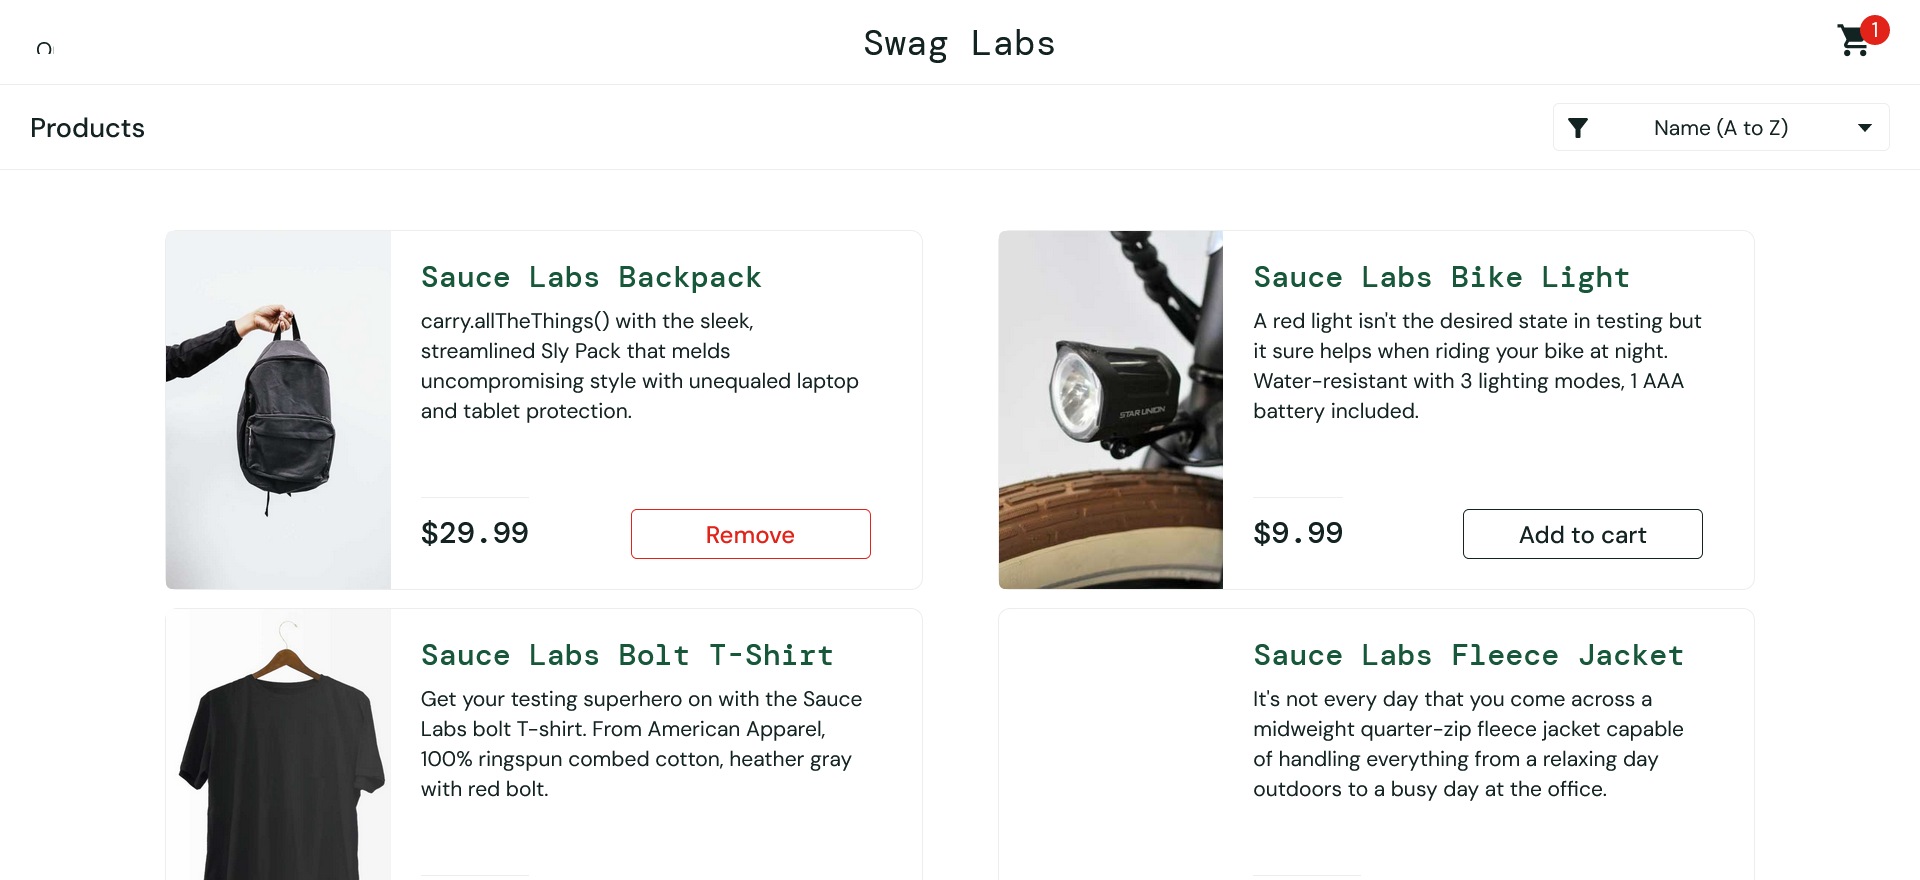 Swag Labs
1
Products
Name (A to Z)
Sauce Labs Backpack
carry.allTheThings() with the sleek,
streamlined Sly Pack that melds
uncompromising style with unequaled laptop
and tablet protection.
$29.99
Remove
Sauce Labs Bike Light
A red light isn't the desired state in testing but
it sure helps when riding your bike at night.
Water-resistant with 3 lighting modes, 1 AAA
battery included.
STAR UNION
$9.99
Add to cart
Sauce Labs Bolt T-Shirt
Get your testing superhero on with the Sauce
Labs bolt T-shirt. From American Apparel,
100% ringspun combed cotton, heather gray
with red bolt.
Sauce Labs Fleece Jacket
It's not every day that you come across a
midweight quarter-zip fleece jacket capable
of handling everything from a relaxing day
outdoors to a busy day at the office.